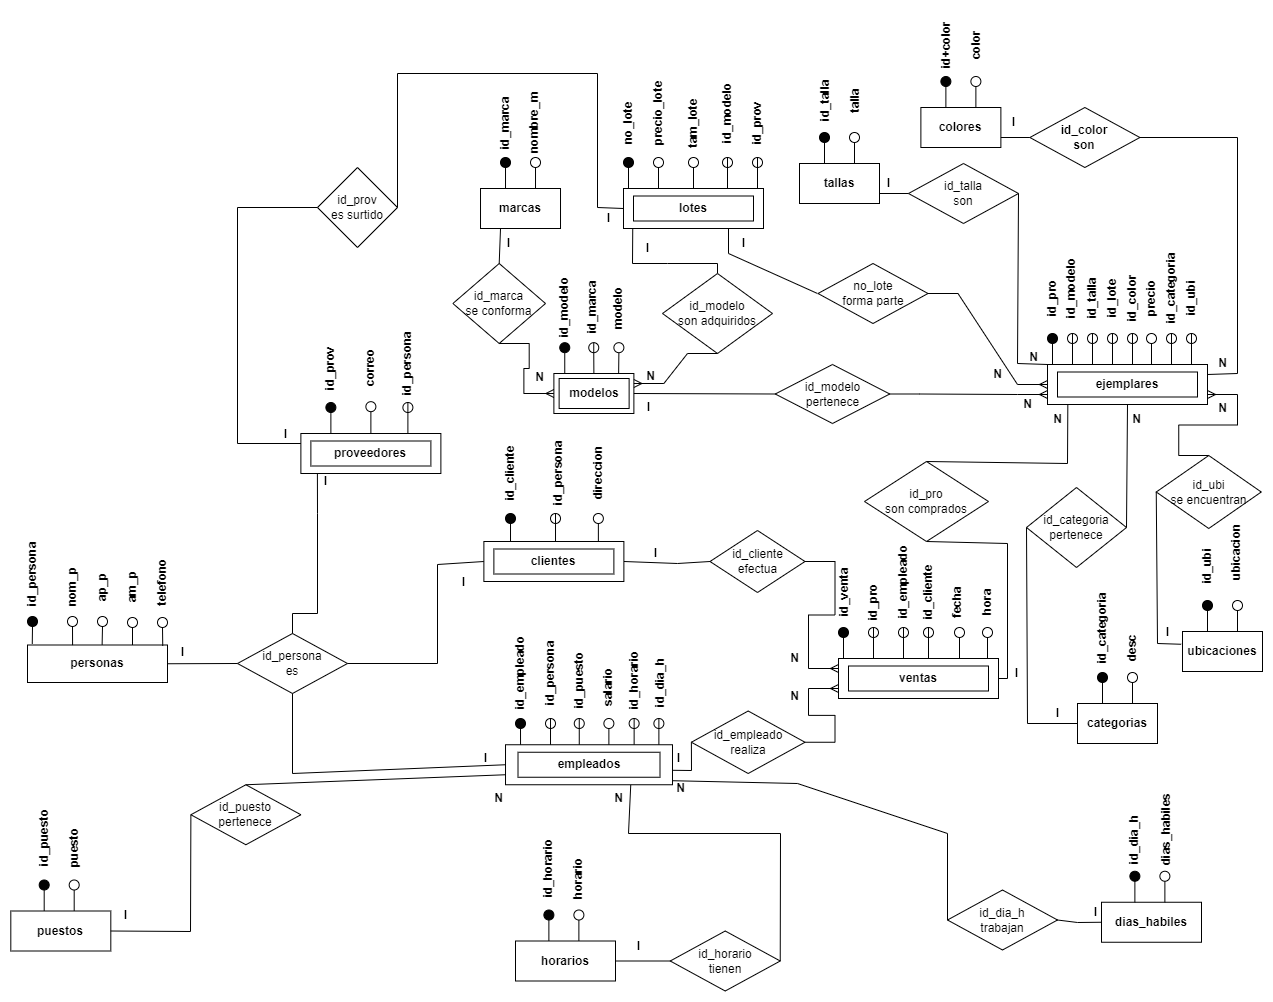 id+color
color
colores
I
id_color
son
id_talla
talla
tallas
I
id_talla
son
id_marca
nombre_m
marcas
I
no_lote
precio_lote
tam_lote
id_modelo
id_prov
lotes
I
I
I
id_prov
es surtido
id_marca
se conforma
id_modelo
son adquiridos
no_lote
forma parte
id_modelo
id_marca
modelo
modelos
N
N
I
id_modelo
pertenece
id_pro
id_modelo
id_talla
id_lote
id_color
precio
id_categoria
id_ubi
ejemplares
N
N
N
N
N
N
N
id_prov
correo
id_persona
proveedores
I
I
id_cliente
id_persona
direccion
clientes
I
I
id_cliente
efectua
id_pro
son comprados
id_categoria
pertenece
id_ubi
se encuentran
id_ubi
ubicacion
ubicaciones
I
id_persona
nom_p
ap_p
am_p
telefono
personas
I
id_persona
es
id_venta
id_pro
id_empleado
id_cliente
fecha
hora
ventas
N
N
I
id_categoria
desc
categorias
I
id_empleado
id_persona
id_puesto
salario
id_horario
id_dia_h
empleados
I
N
N
N
I
id_empleado
realiza
id_puesto
pertenece
id_puesto
puesto
puestos
I
id_horario
horario
horarios
I
id_horario
tienen
id_dia_h
trabajan
id_dia_h
dias_habiles
dias_habiles
I